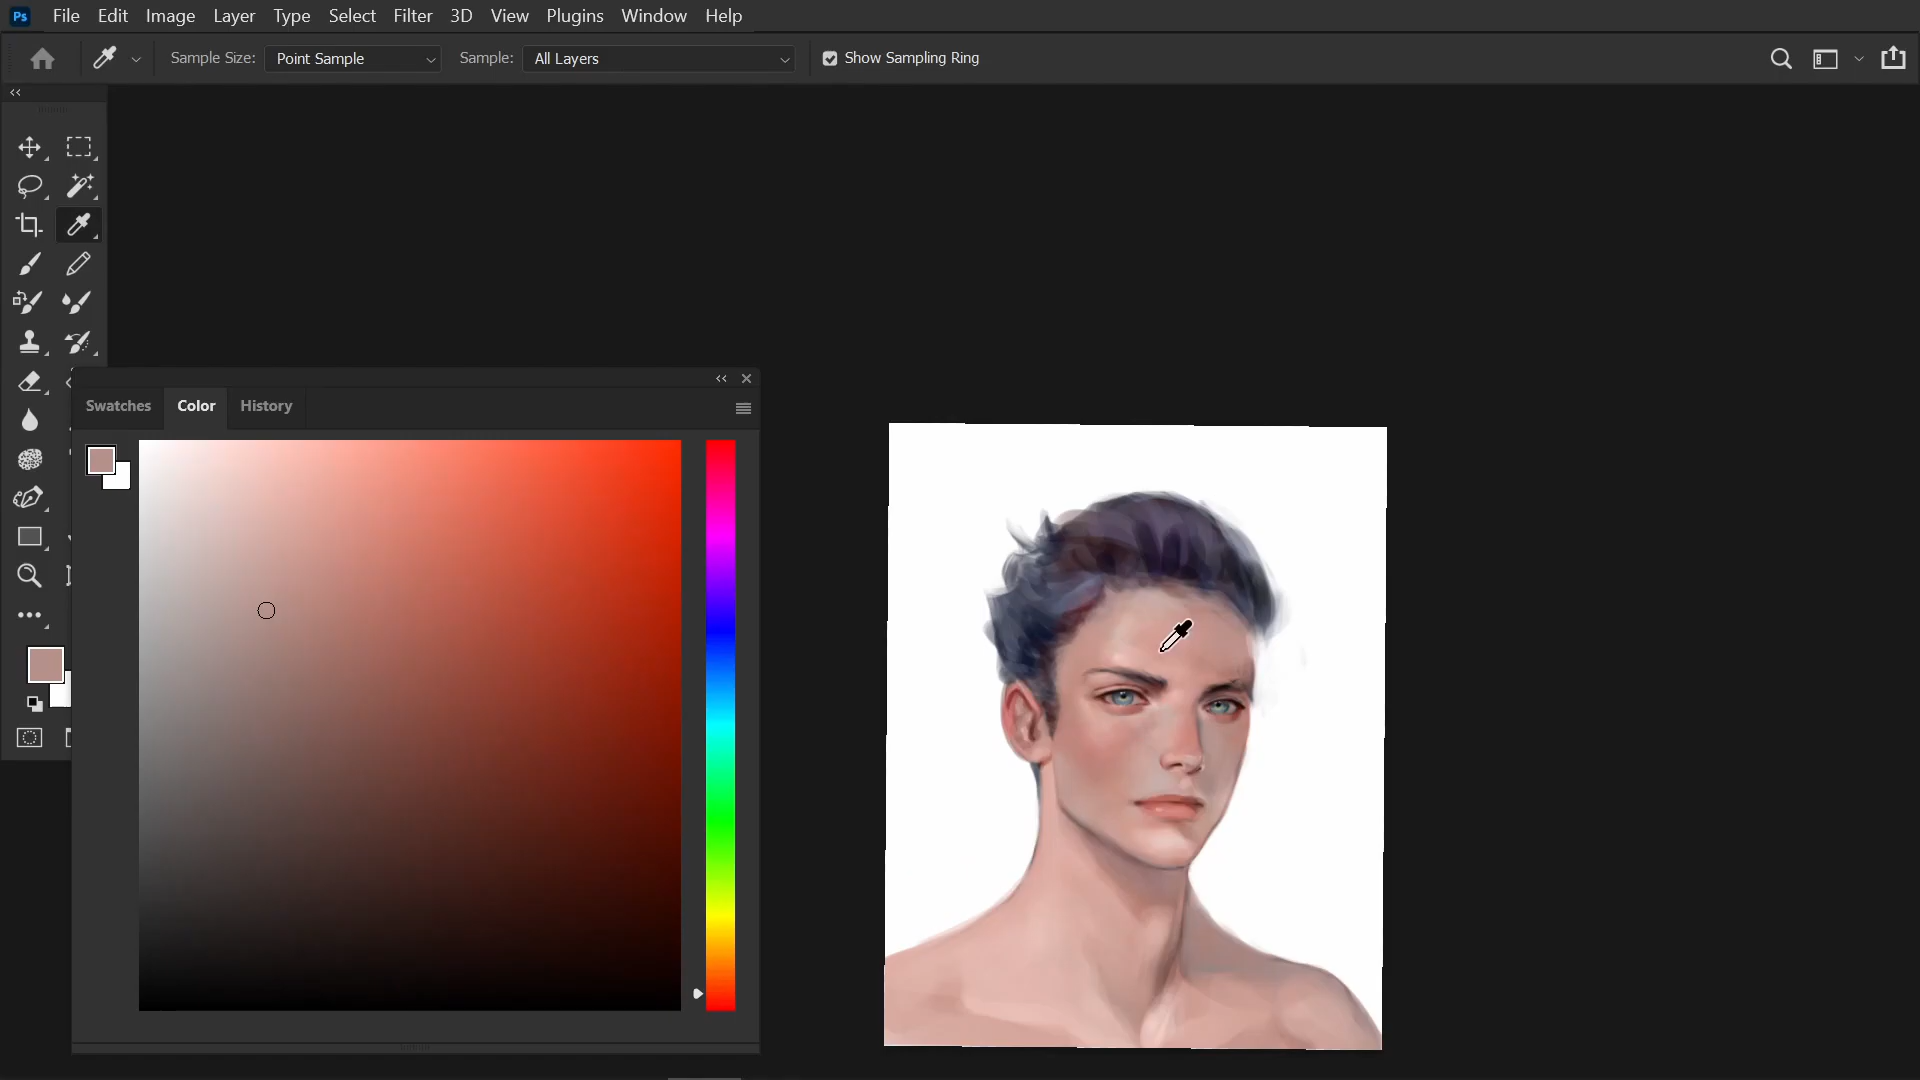 Ps File Edit Image Layer Type Select Filter 3D View Plugins Window Help
Sample Size: Point Sample Sample: All Layers Show Sampling Ring
Swatches Color History